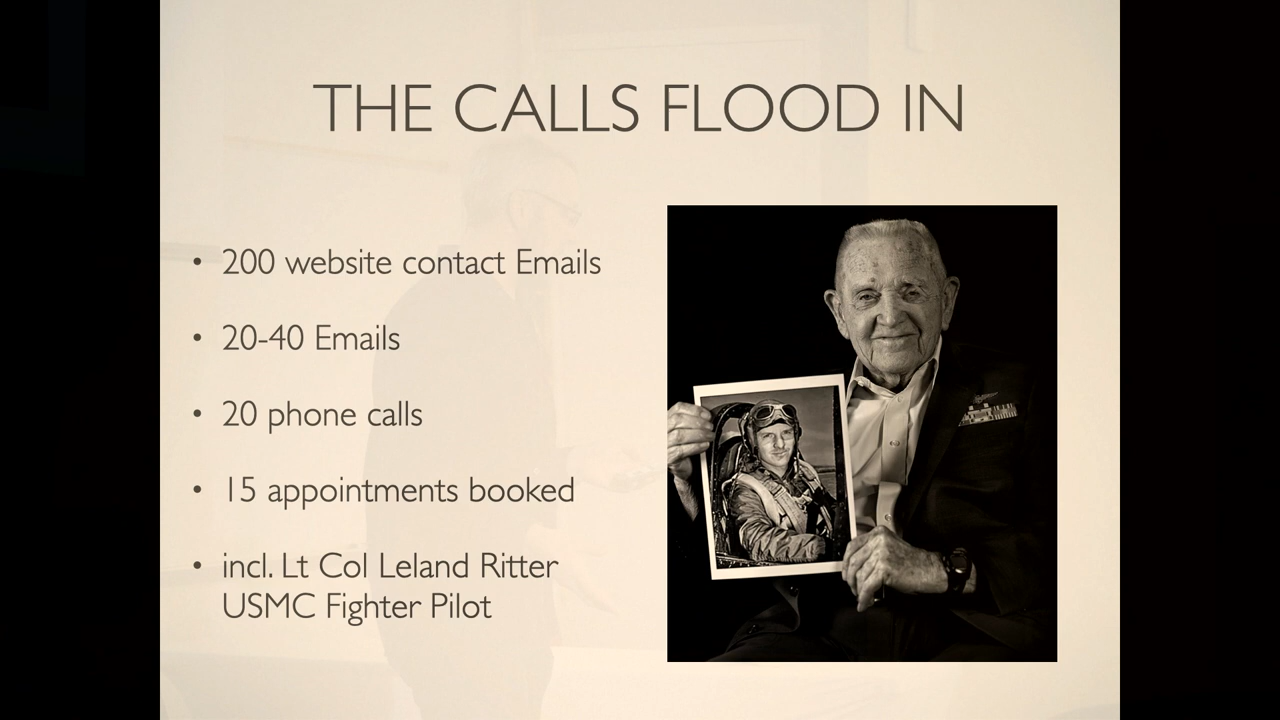 THE CALLS FLOOD IN
• 200 website contact Emails
• 20-40 Emails
• 20 phone calls
• 15 appointments booked
• incl. Lt Col Leland Ritter
USMC Fighter Pilot